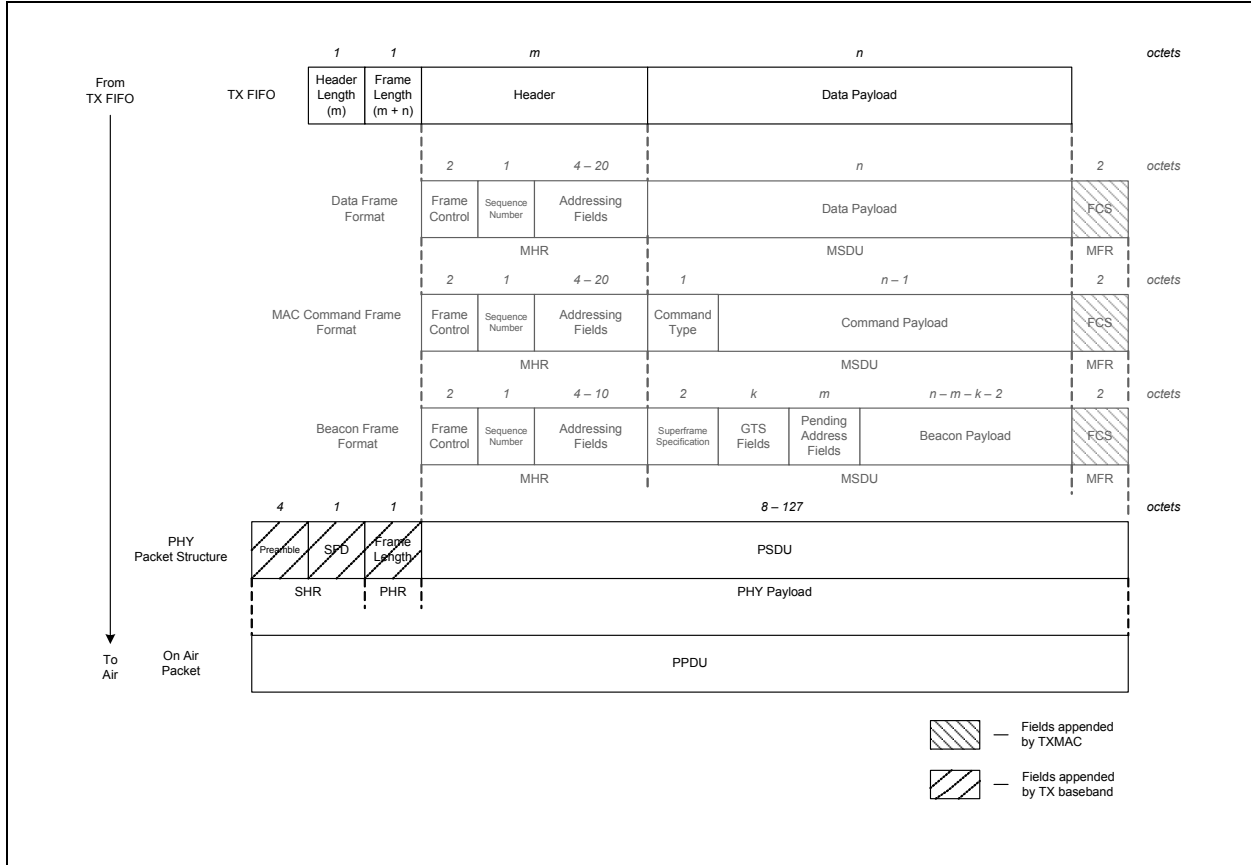 1 1 m n octets
From
TX FIFO
TX FIFO
Header
Length
(m)
Frame
Length
(m + n)
Header
Data Payload
2 1 4 – 20 n 2 octets
Data Frame
Format
Frame
Control
Sequence
Number
Addressing
Fields
Data Payload
FCS
MHR MSDU MFR
2 1 4 – 20 1 n – 1 2 octets
MAC Command Frame
Format
Frame
Control
Sequence
Number
Addressing
Fields
Command
Type
Command Payload
FCS
MHR MSDU MFR
2 1 4 – 10 2 k m n – m – k – 2 2 octets
Beacon Frame
Format
Frame
Control
Sequence
Number
Addressing
Fields
Superframe
Specification
GTS
Fields
Pending
Address
Fields
Beacon Payload
FCS
MHR MSDU MFR
4 1 1 8 – 127 octets
PHY
Packet Structure
Preamble
SFD
Frame
Length
PSDU
SHR PHR PHY Payload
To
Air
On Air
Packet
PPDU
— Fields appended
by TXMAC
— Fields appended
by TX baseband